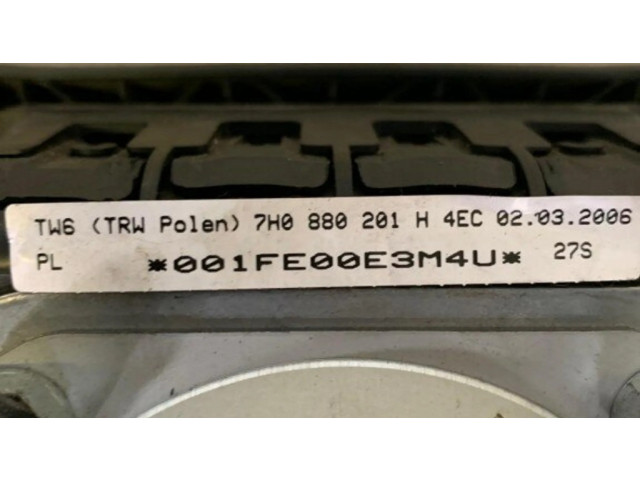 TW6 (TRW Polen) 7H0 880 201 H 4EC 02.03.2006
PL *001FE00E3M4U* 27S